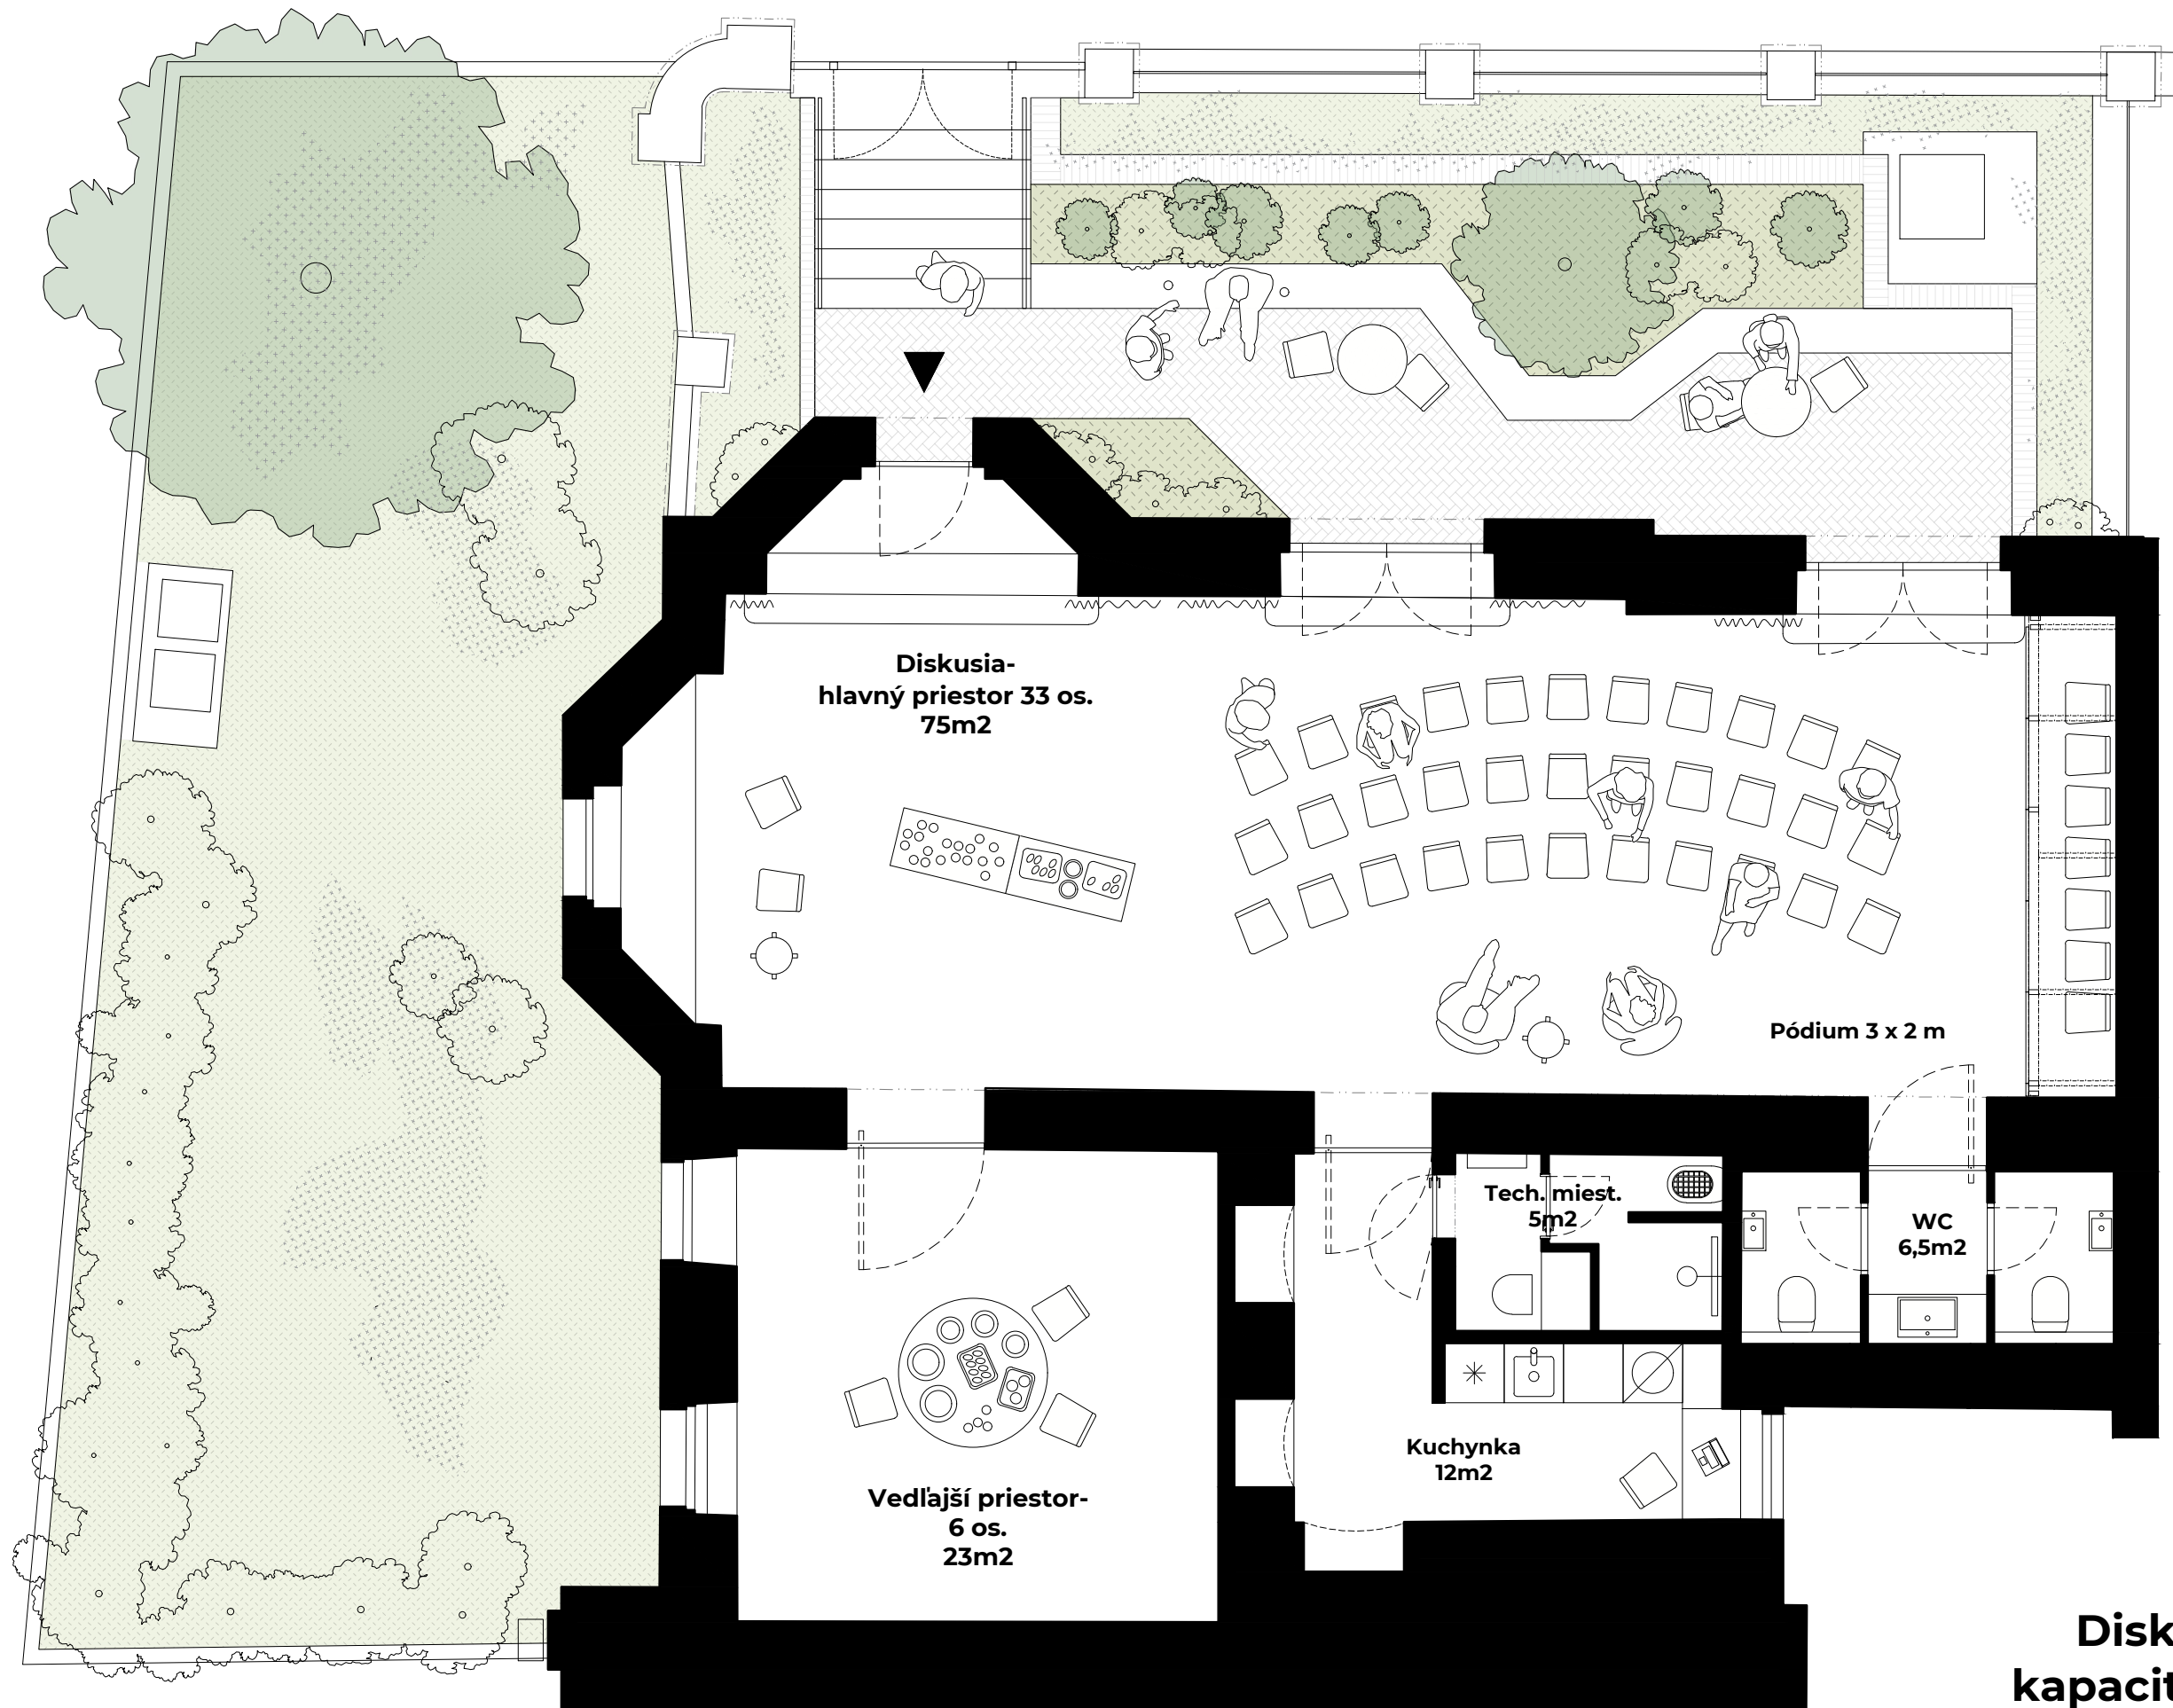 Diskusia-
hlavný priestor 33 os.
75m2
Pódium 3 x 2 m
Tech. miest.
5m2
WC
6,5m2
Kuchynka
12m2
Vedľajší priestor-
6 os.
23m2
Disk
kapacit